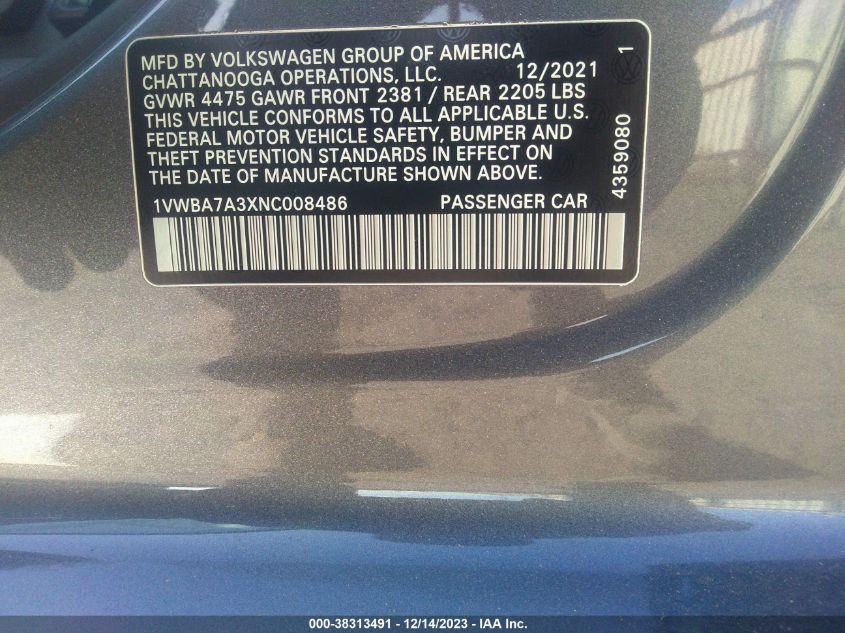 MFD BY VOLKSWAGEN GROUP OF AMERICA
CHATTANOOGA OPERATIONS, LLC. 12/2021
GVWR 4475 GAWR FRONT 2381 / REAR 2205 LBS
THIS VEHICLE CONFORMS TO ALL APPLICABLE U.S.
FEDERAL MOTOR VEHICLE SAFETY, BUMPER AND
THEFT PREVENTION STANDARDS IN EFFECT ON
THE DATE OF MANUFACTURE SHOWN ABOVE.
1VWBA7A3XNC008486 PASSENGER CAR
4359080
1
000-38313491 - 12/14/2023 - IAA Inc.